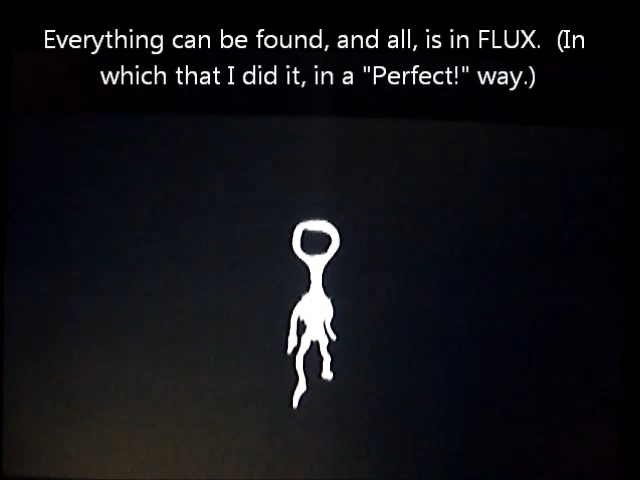 Everything can be found, and all, is in FLUX.  (In
which that I did it, in a "Perfect!" way.)